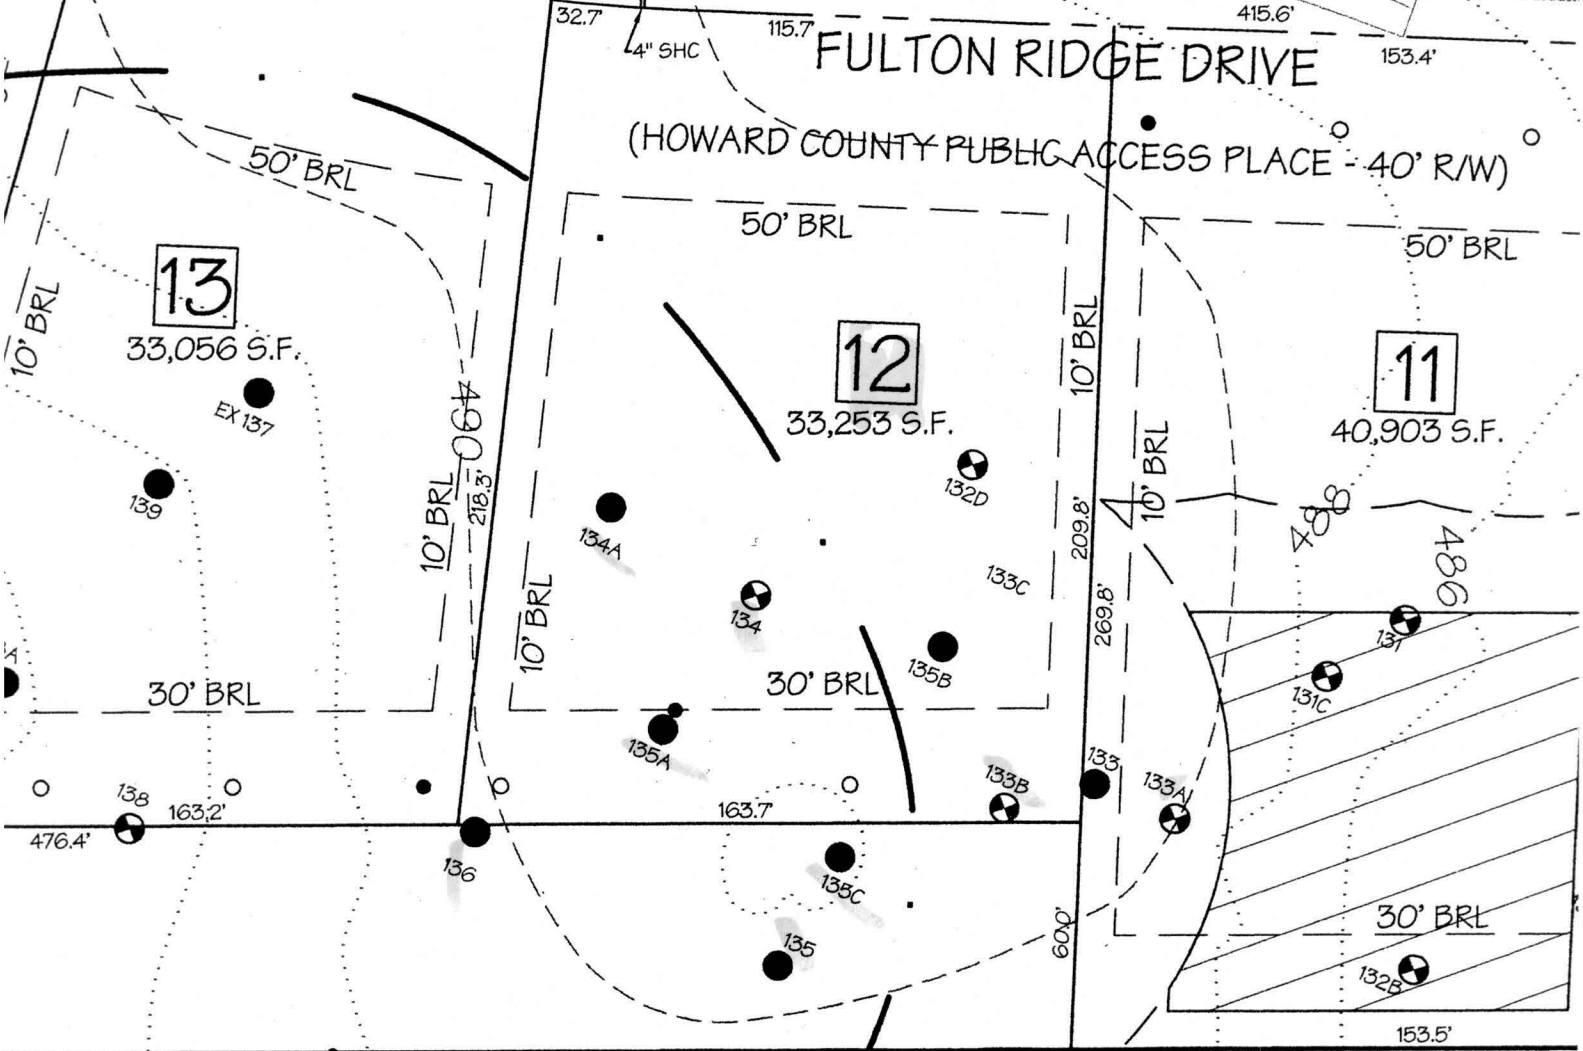 32.7'
115.7'
415.6'
153.4'
4" SHC
FULTON RIDGE DRIVE
(HOWARD COUNTY PUBLIC ACCESS PLACE - 40' R/W)
50' BRL
50' BRL
50' BRL
13
33,056 S.F.
10' BRL
EX 137
139
490
10' BRL
218.3'
12
33,253 S.F.
10' BRL
132D
134A
134
133C
135B
209.8'
269.8'
10' BRL
11
40,903 S.F.
10' BRL
488
486
131
131C
A
30' BRL
30' BRL
135A
133B
133
133A
138
163.2'
476.4'
163.7'
136
135C
135
60.0'
30' BRL
132B
153.5'